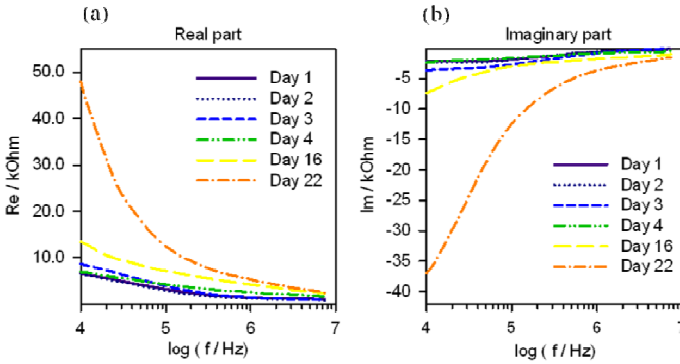 (a)
Real part
50.0
40.0
30.0
20.0
10.0
Re / kOhm
Day 1
Day 2
Day 3
Day 4
Day 16
Day 22
4
5
6
7
log ( f / Hz)
(b)
Imaginary part
-5
-10
-15
-20
-25
-30
-35
-40
Im / kOhm
Day 1
Day 2
Day 3
Day 4
Day 16
Day 22
4
5
6
7
log ( f / Hz)